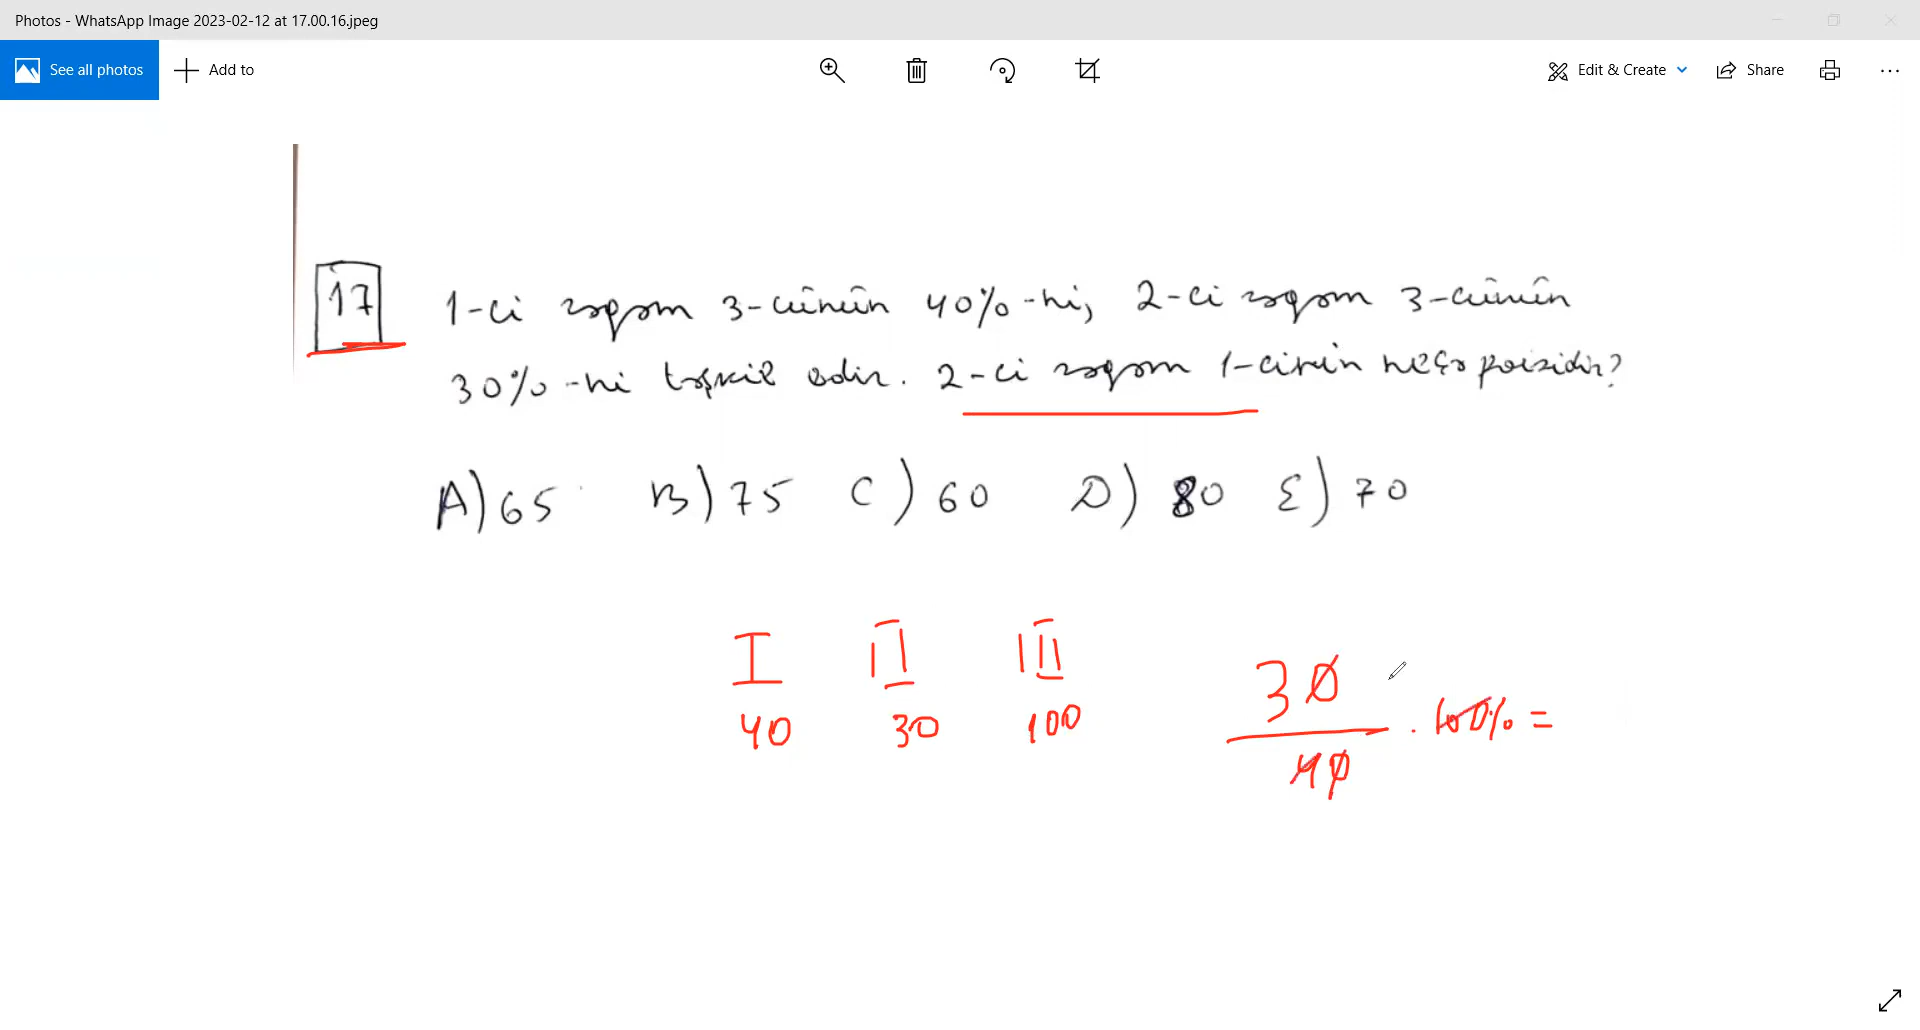 Photos - WhatsApp Image 2023-02-12 at 17.00.16.jpeg
See all photos
Add to
Edit & Create
Share
17
1-ci rəqəm 3-cünün 40%-ni, 2-ci rəqəm 3-cünün
30%-ni təşkil edir. 2-ci rəqəm 1-cinin neçə faizidir?
A) 65 B) 75 C) 60 D) 80 E) 70
I II III
40 30 100
30
40
. 100% =